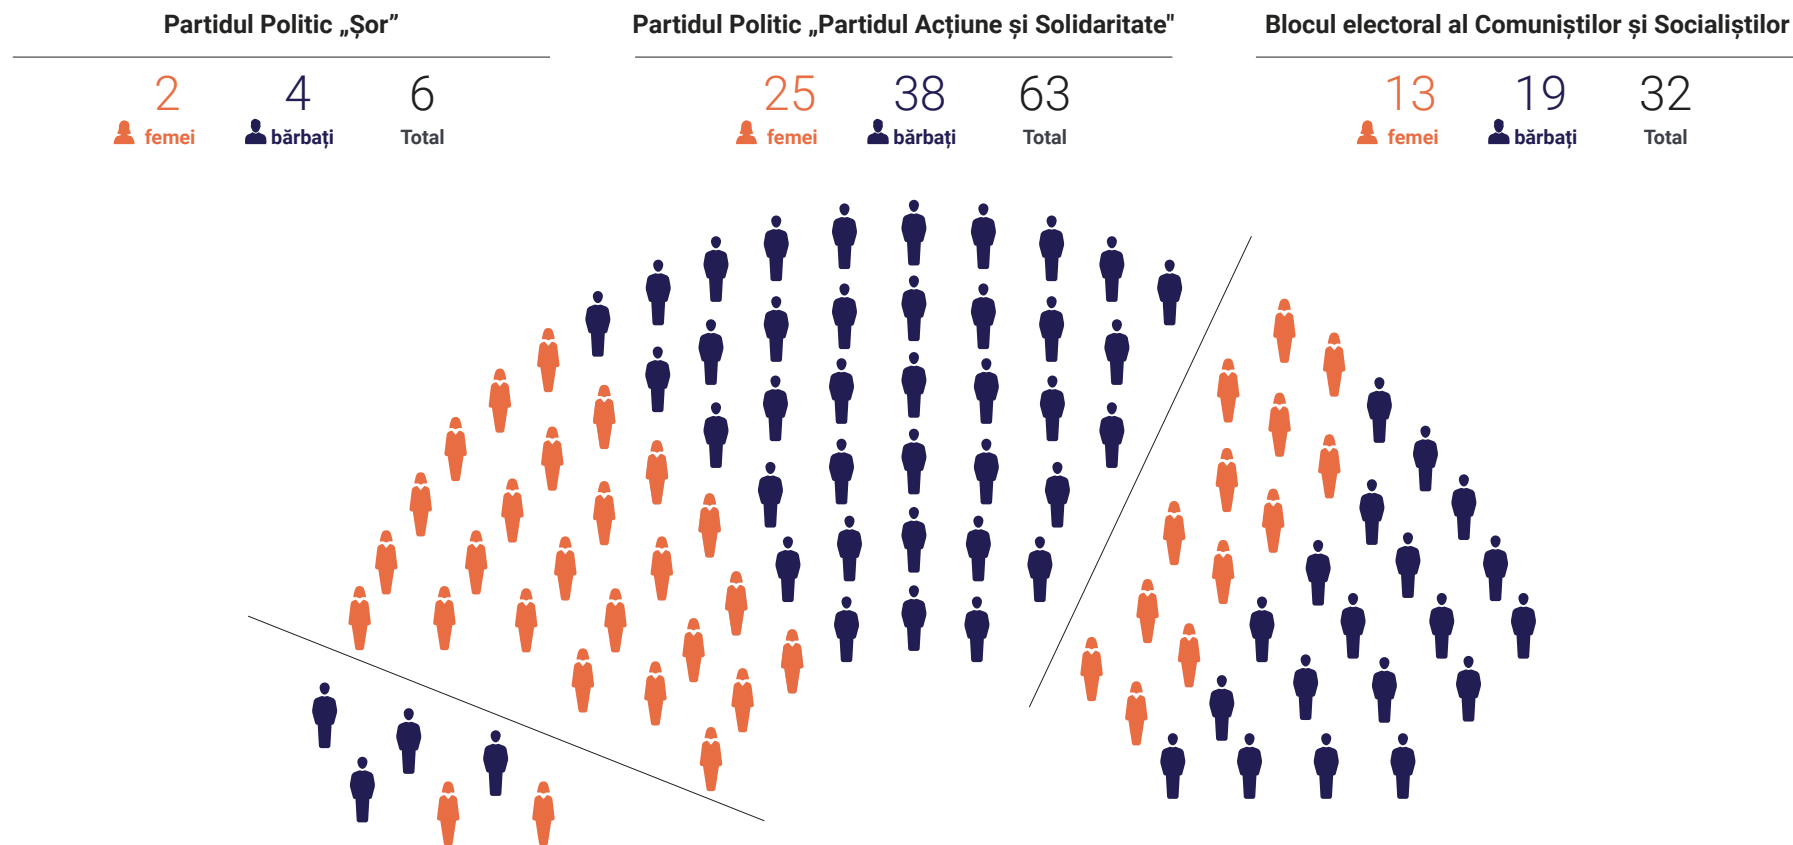 Partidul Politic „Șor”
2 4 6
femei bărbați Total
Partidul Politic „Partidul Acțiune și Solidaritate"
25 38 63
femei bărbați Total
Blocul electoral al Comuniștilor și Socialiștilor
13 19 32
femei bărbați Total